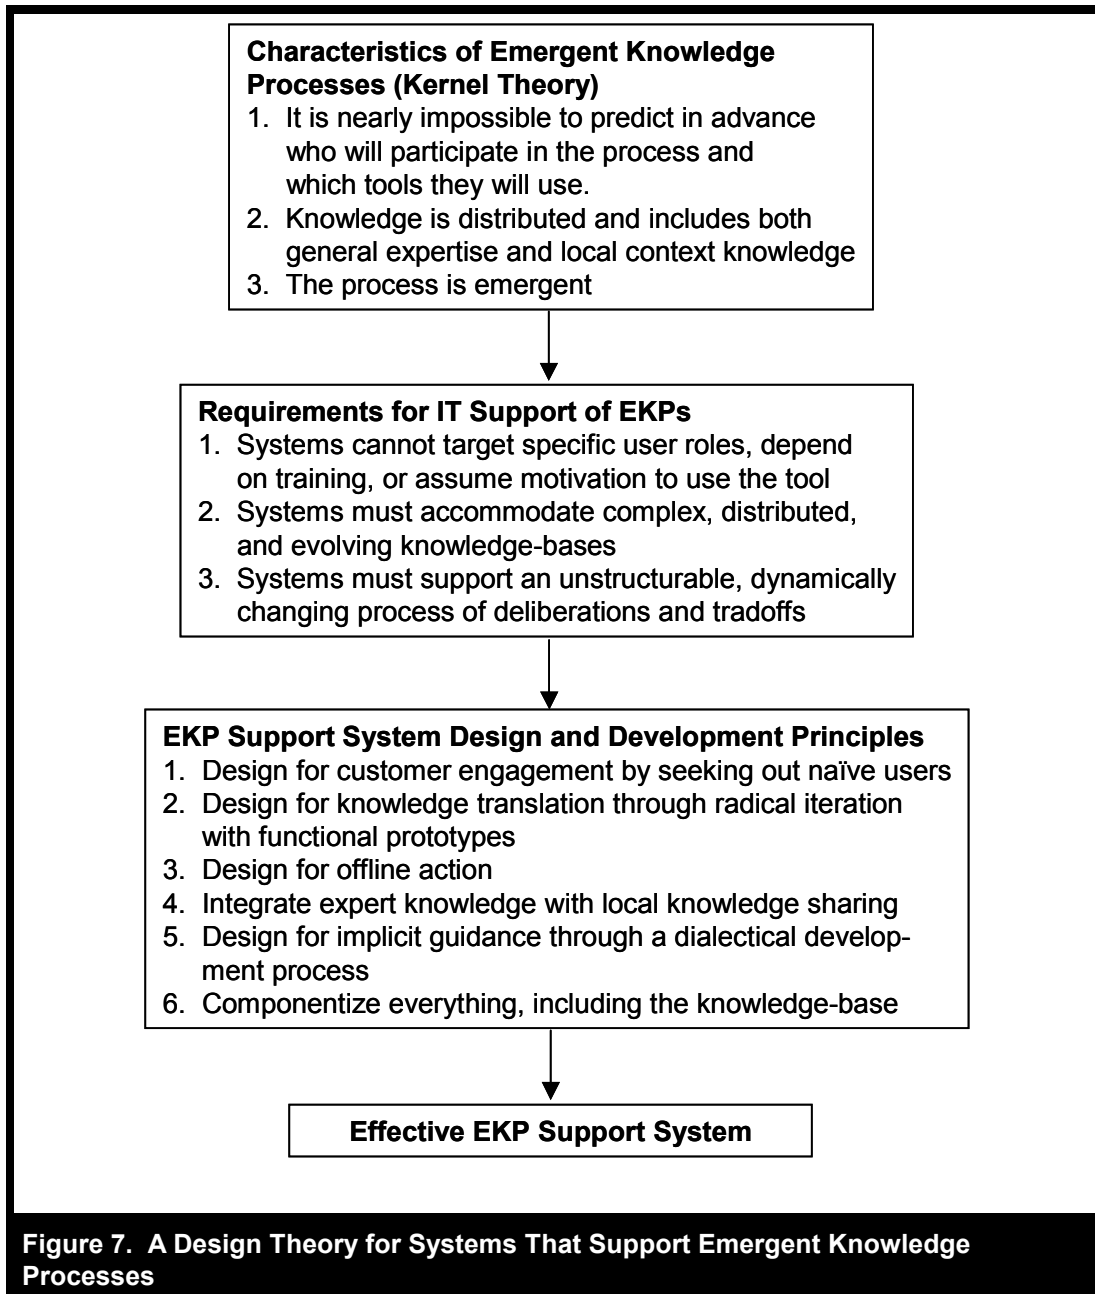 Characteristics of Emergent Knowledge
Processes (Kernel Theory)
1. It is nearly impossible to predict in advance
who will participate in the process and
which tools they will use.
2. Knowledge is distributed and includes both
general expertise and local context knowledge
3. The process is emergent
Requirements for IT Support of EKPs
1. Systems cannot target specific user roles, depend
on training, or assume motivation to use the tool
2. Systems must accommodate complex, distributed,
and evolving knowledge-bases
3. Systems must support an unstructurable, dynamically
changing process of deliberations and tradoffs
EKP Support System Design and Development Principles
1. Design for customer engagement by seeking out naïve users
2. Design for knowledge translation through radical iteration
with functional prototypes
3. Design for offline action
4. Integrate expert knowledge with local knowledge sharing
5. Design for implicit guidance through a dialectical develop-
ment process
6. Componentize everything, including the knowledge-base
Effective EKP Support System
Figure 7. A Design Theory for Systems That Support Emergent Knowledge
Processes